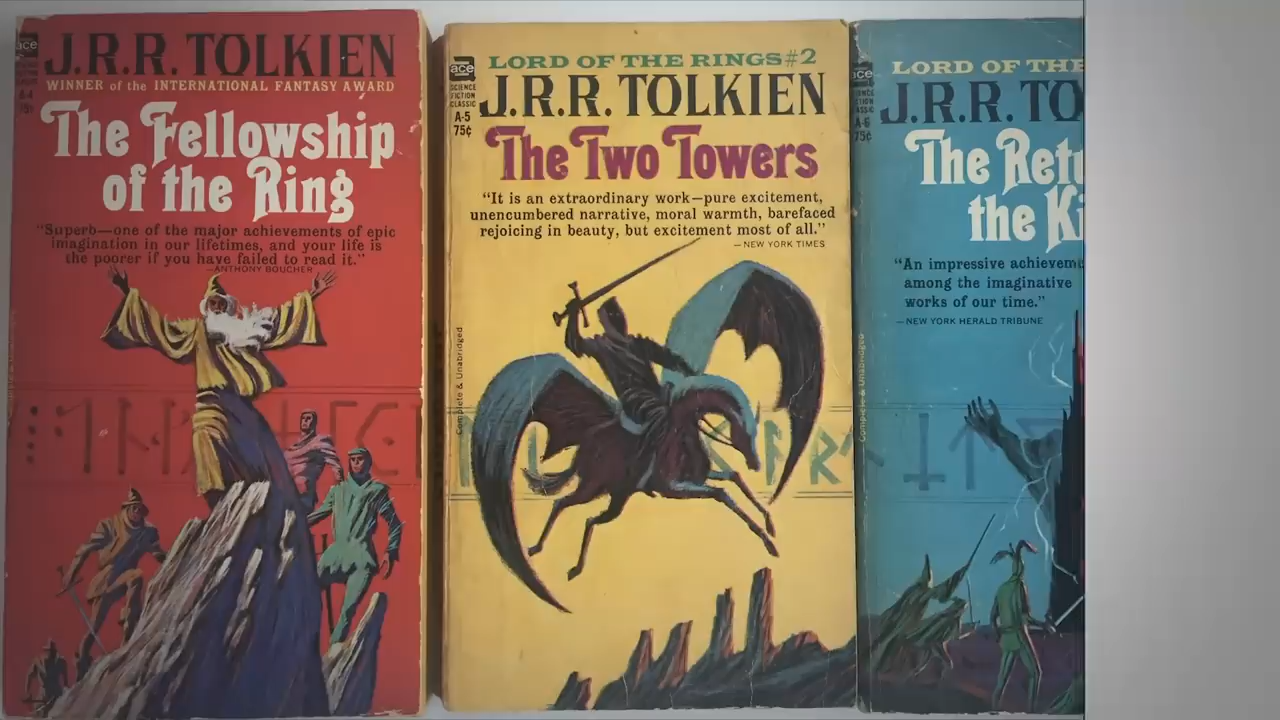 ace
J.R.R. TOLKIEN
WINNER of the INTERNATIONAL FANTASY AWARD
The Fellowship
of the Ring
"Superb—one of the major achievements of epic
imagination in our lifetimes, and your life is
the poorer if you have failed to read it."
—ANTHONY BOUCHER
ace
SCIENCE
FICTION
CLASSIC
A-5
75¢
LORD OF THE RINGS #2
J.R.R. TOLKIEN
The Two Towers
"It is an extraordinary work—pure excitement,
unencumbered narrative, moral warmth, barefaced
rejoicing in beauty, but excitement most of all."
—NEW YORK TIMES
Complete & Unabridged
ace
A-6
75¢
LORD OF THE
J.R.R. TO
The Retu
the Ki
"An impressive achievem
among the imaginative
works of our time."
—NEW YORK HERALD TRIBUNE
Complete & Unabridged